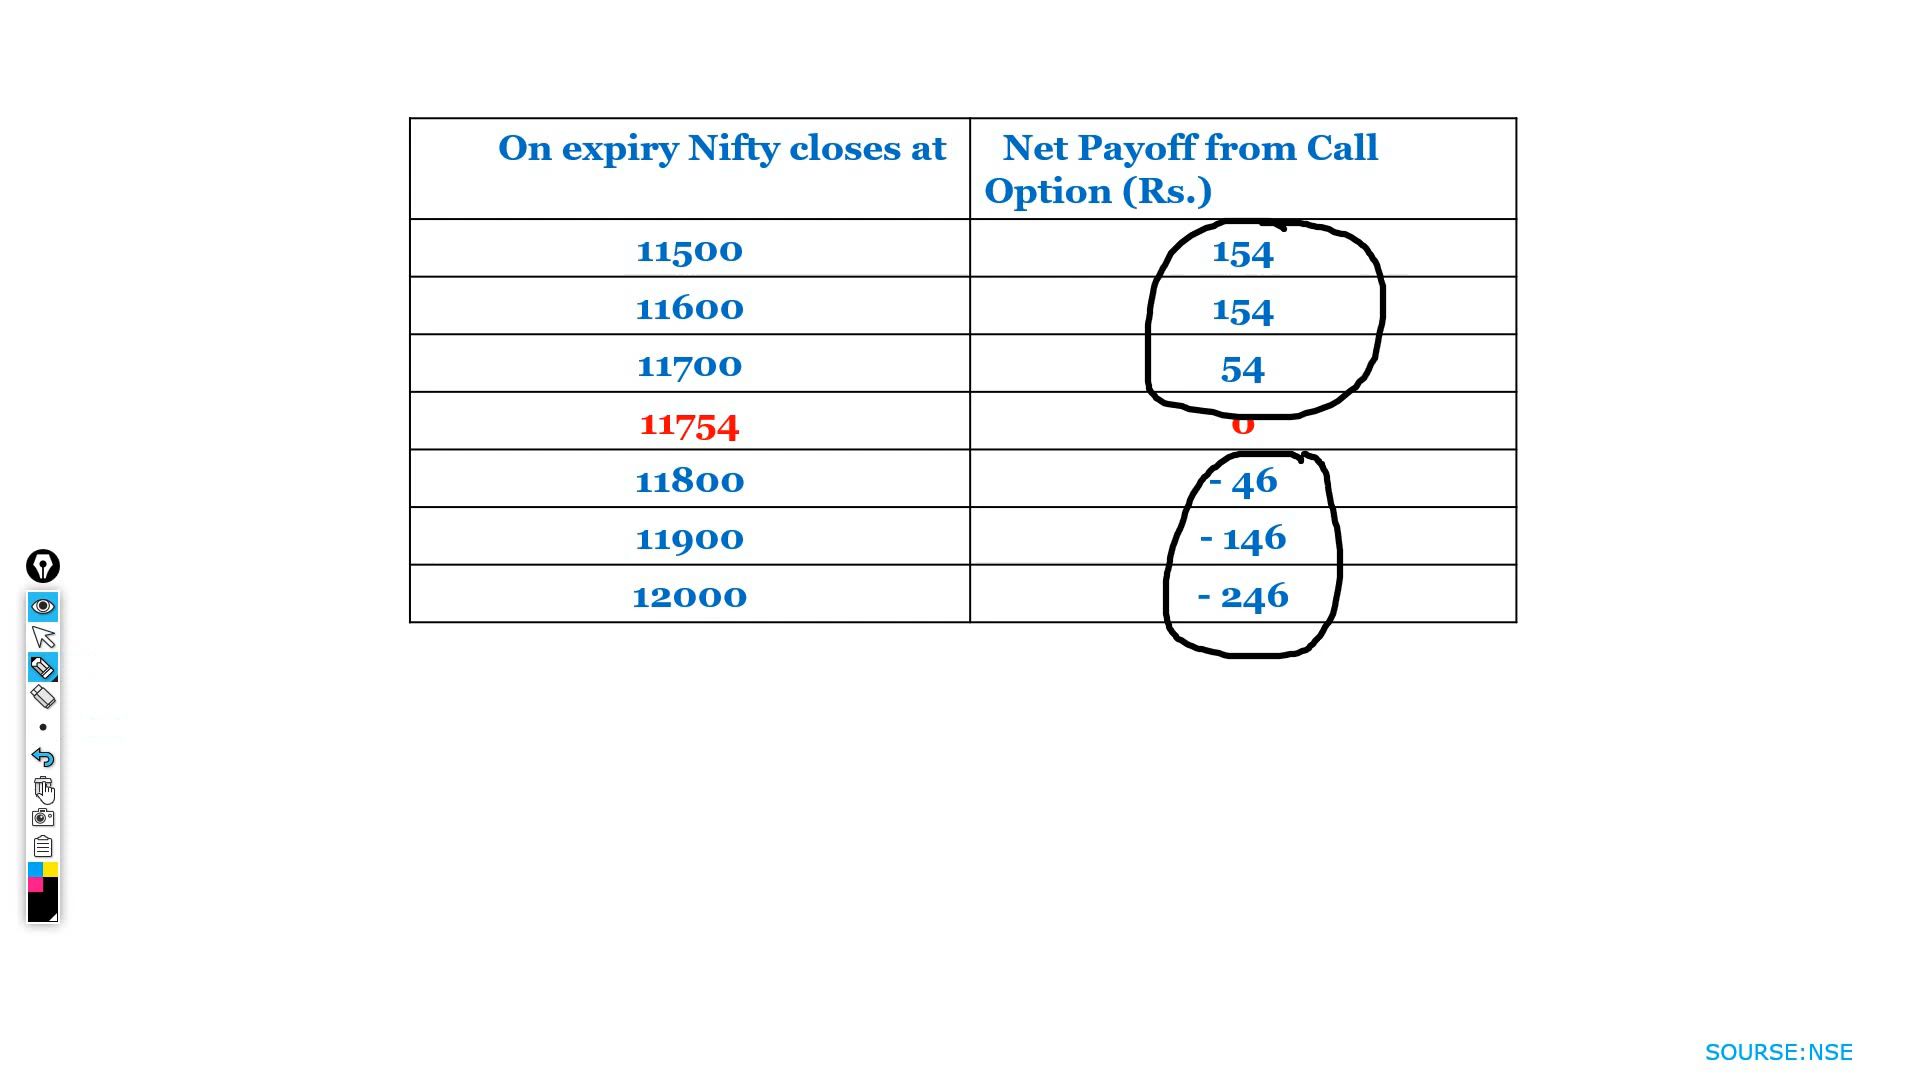 On expiry Nifty closes at
Net Payoff from Call
Option (Rs.)
11500 154
11600 154
11700 54
11754 0
11800 - 46
11900 - 146
12000 - 246
SOURSE:NSE